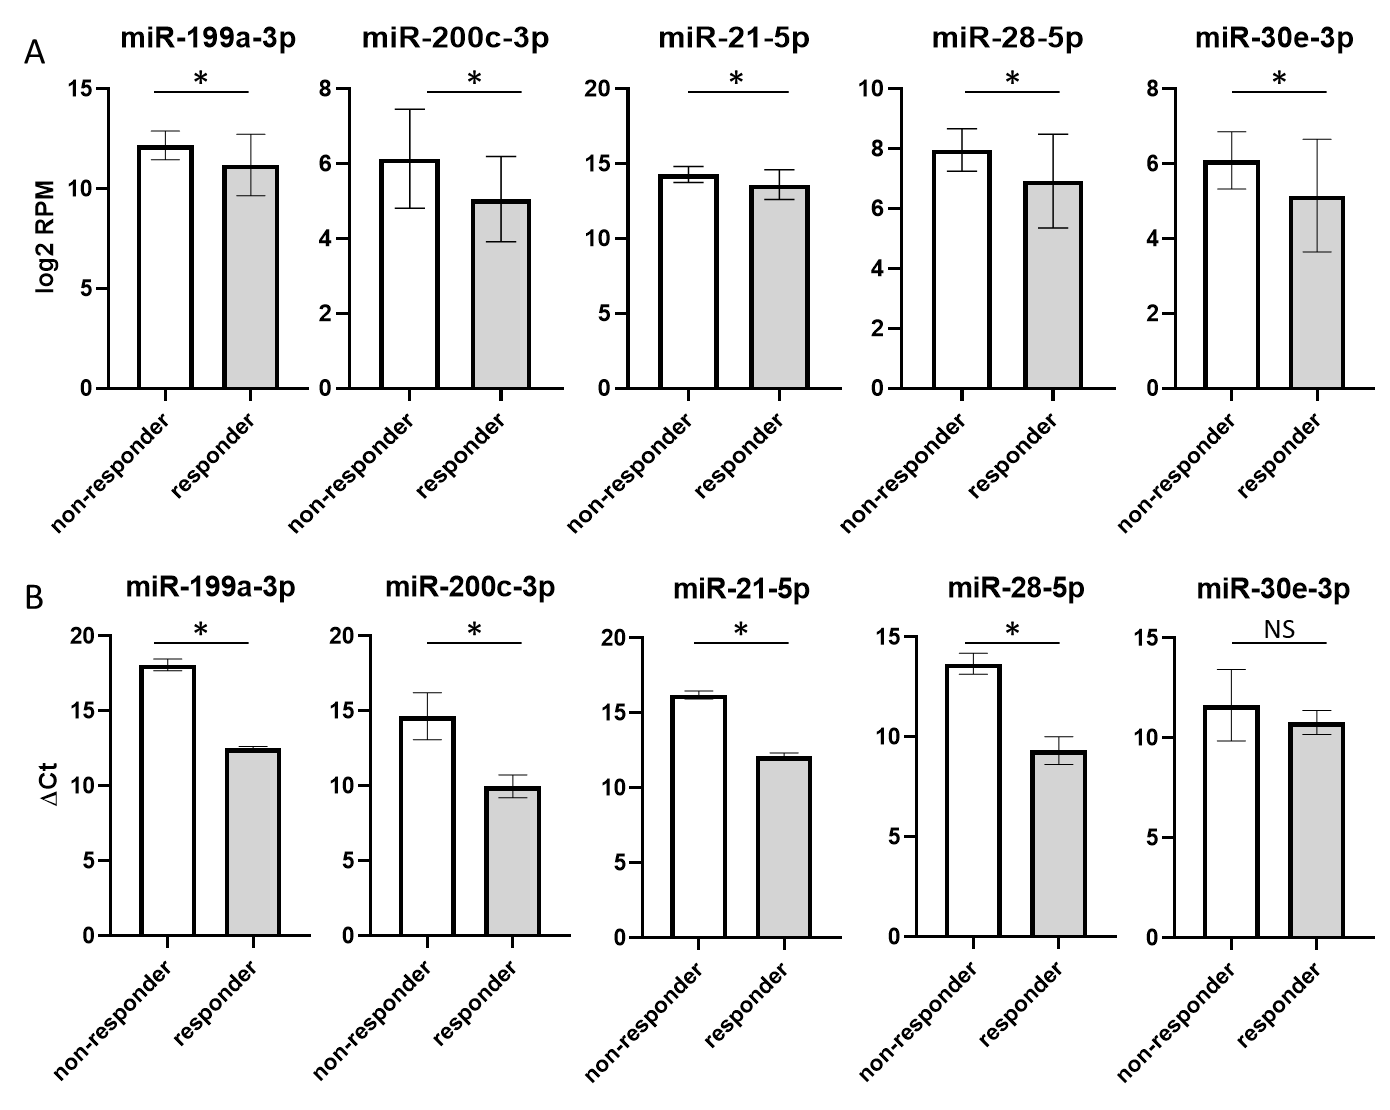 A
miR-199a-3p
miR-200c-3p
miR-21-5p
miR-28-5p
miR-30e-3p
*
*
*
*
*
log2 RPM
15
10
5
0
8
6
4
2
0
20
15
10
5
0
10
8
6
4
2
0
8
6
4
2
0
non-responder
responder
non-responder
responder
non-responder
responder
non-responder
responder
non-responder
responder
B
miR-199a-3p
miR-200c-3p
miR-21-5p
miR-28-5p
miR-30e-3p
*
*
*
*
NS
ΔCt
20
15
10
5
0
20
15
10
5
0
20
15
10
5
0
15
10
5
0
15
10
5
0
non-responder
responder
non-responder
responder
non-responder
responder
non-responder
responder
non-responder
responder